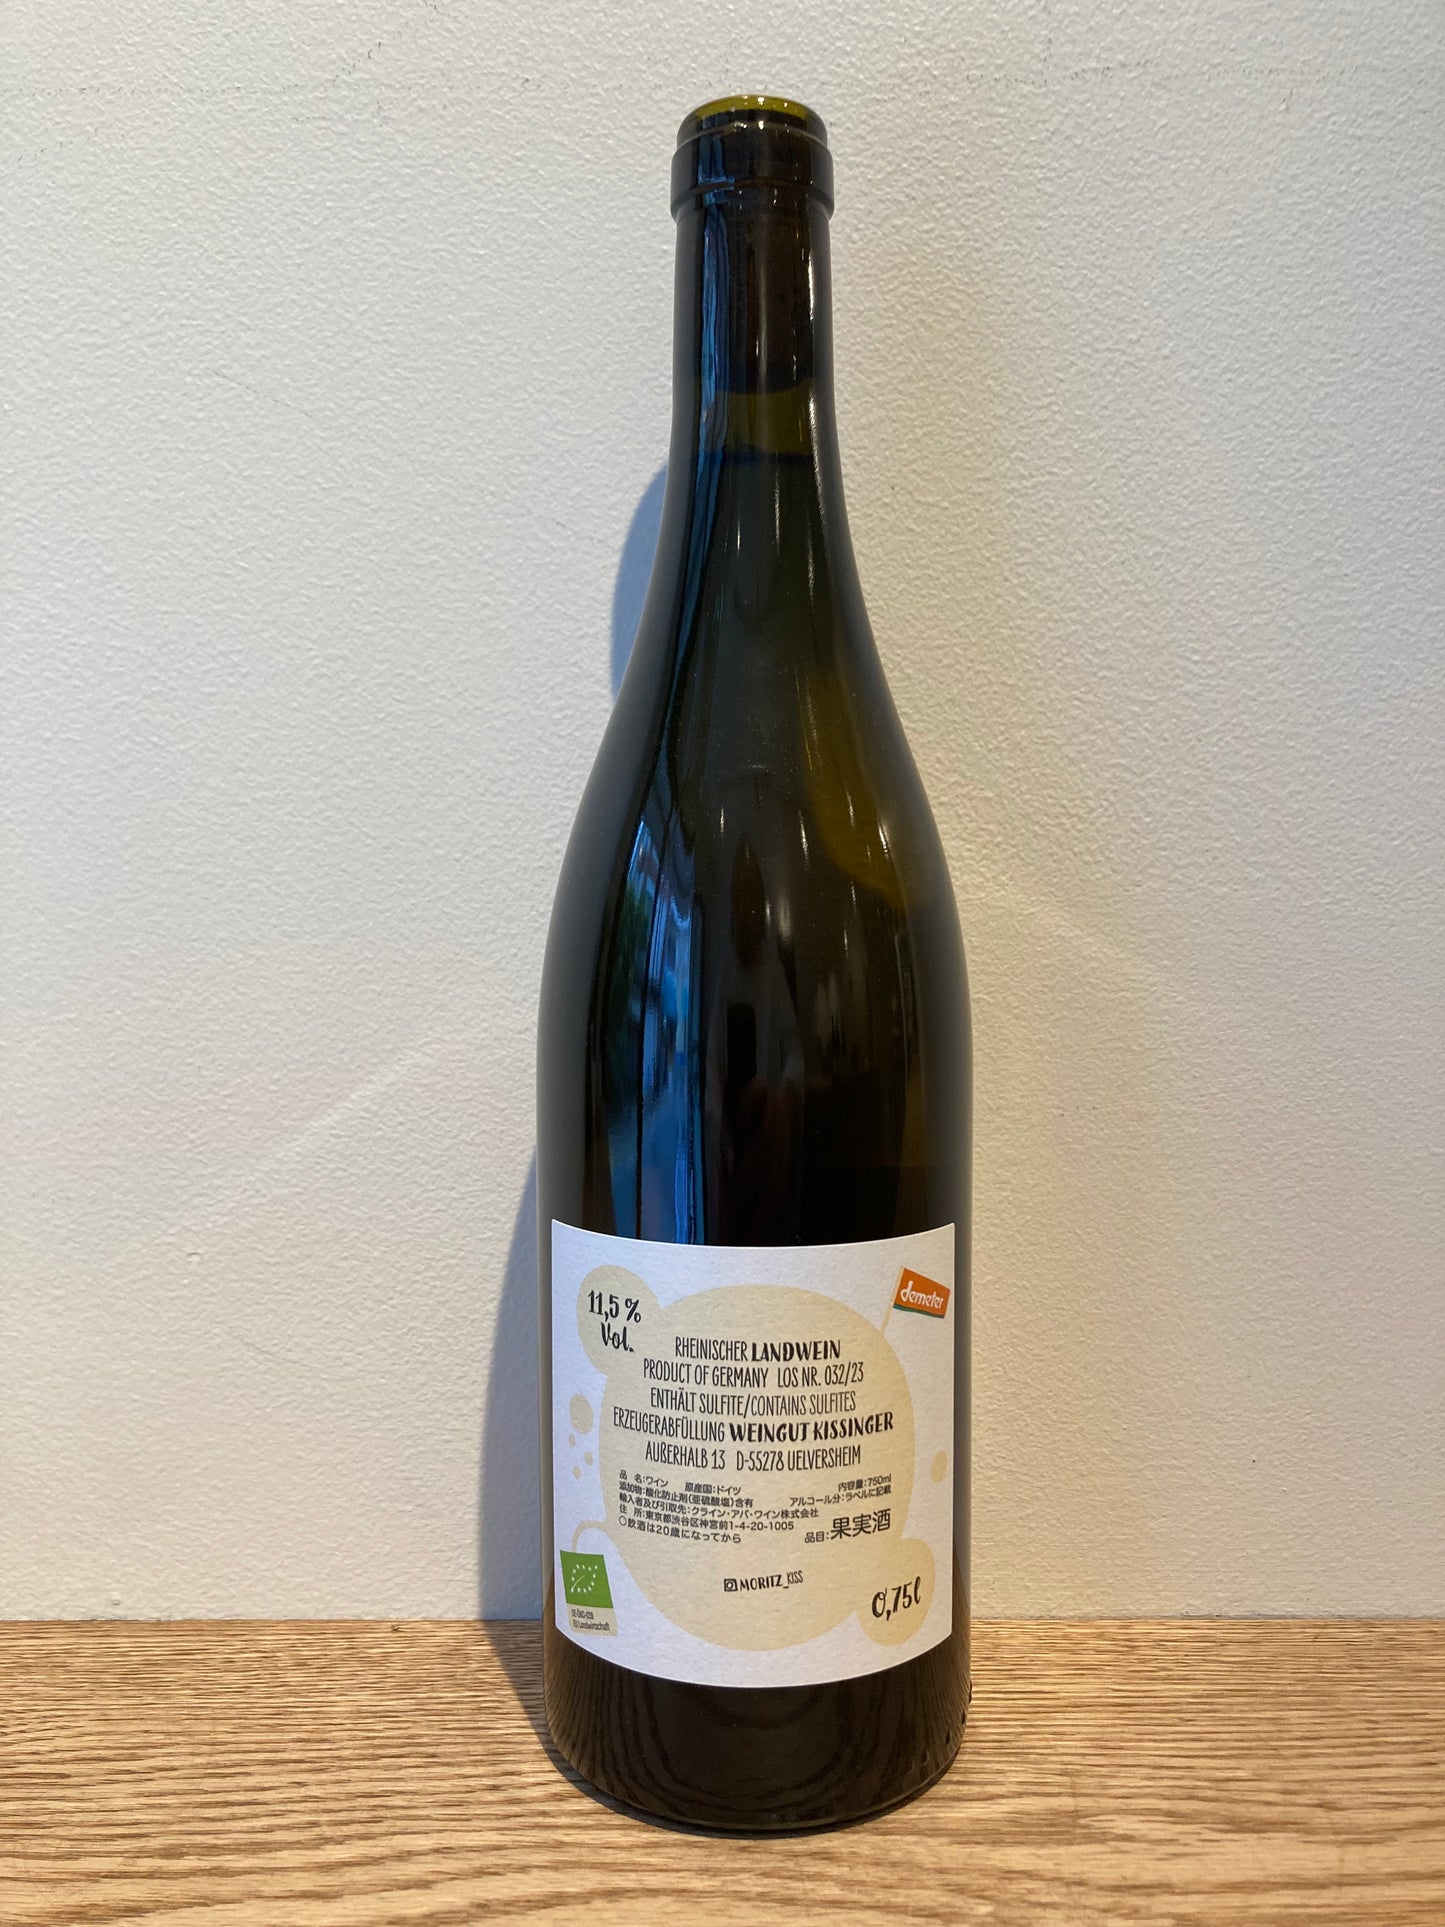 11,5 %
Vol.
demeter
RHEINISCHER LANDWEIN
PRODUCT OF GERMANY LOS NR. 032/23
ENTHÄLT SULFITE/CONTAINS SULFITES
ERZEUGERABFÜLLUNG WEINGUT KISSINGER
AUßERHALB 13 D-55278 UELVERSHEIM
品 名:ワイン 原産国:ドイツ 内容量:750ml
添加物:酸化防止剤(亜硫酸塩)含有 アルコール分:ラベルに記載
輸入者及び引取先:クライン・アバ・ワイン株式会社
住 所:東京都渋谷区神宮前1-4-20-1005
○飲酒は20歳になってから 品目:果実酒
MORITZ_KISS
0,75l
DE-ÖKO-039
EU Landwirtschaft